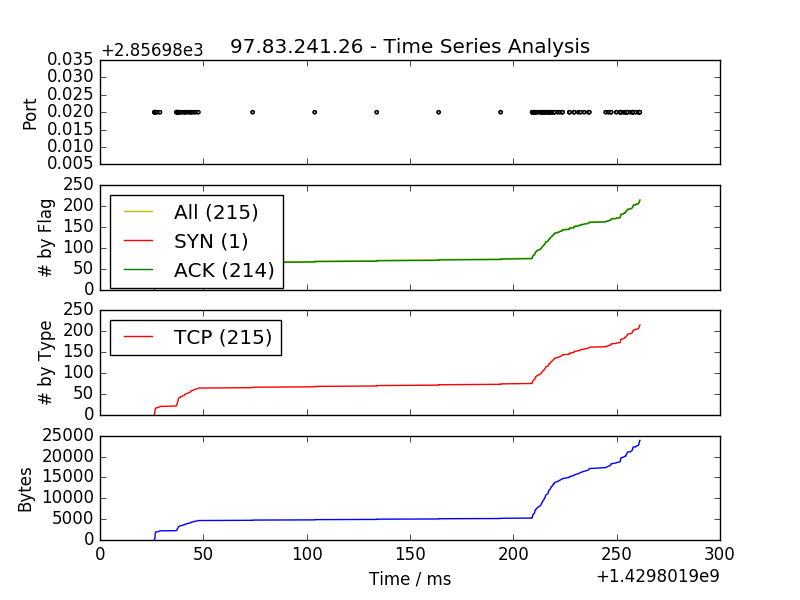 +2.85698e3
97.83.241.26 - Time Series Analysis
Port
0.035
0.030
0.025
0.020
0.015
0.010
0.005
# by Flag
250
200
150
100
50
0
All (215)
SYN (1)
ACK (214)
# by Type
250
200
150
100
50
0
TCP (215)
Bytes
25000
20000
15000
10000
5000
0
0 50 100 150 200 250 300
Time / ms
+1.4298019e9